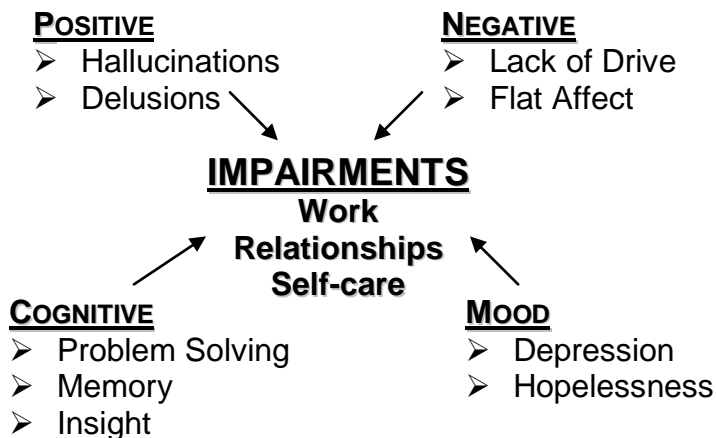 POSITIVE
➢ Hallucinations
➢ Delusions
NEGATIVE
➢ Lack of Drive
➢ Flat Affect
IMPAIRMENTS
Work
Relationships
Self-care
COGNITIVE
➢ Problem Solving
➢ Memory
➢ Insight
MOOD
➢ Depression
➢ Hopelessness